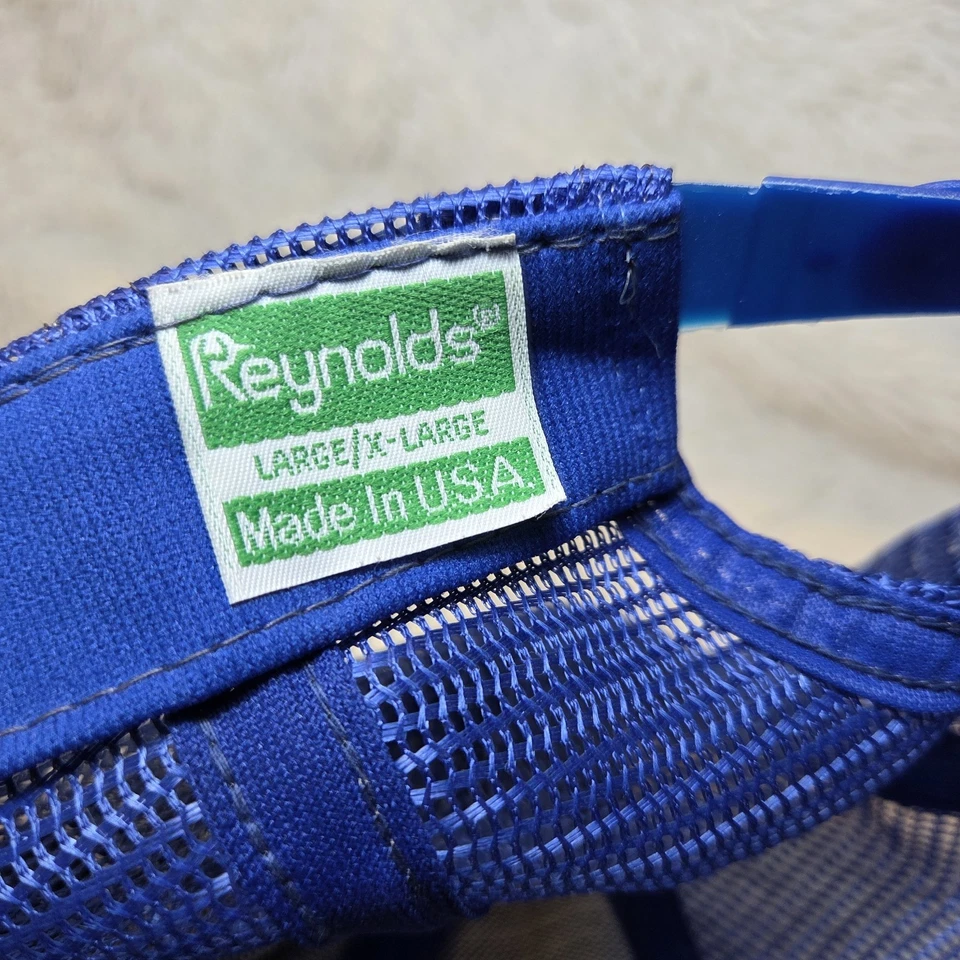 Reynolds®
LARGE/X-LARGE
Made In U.S.A.